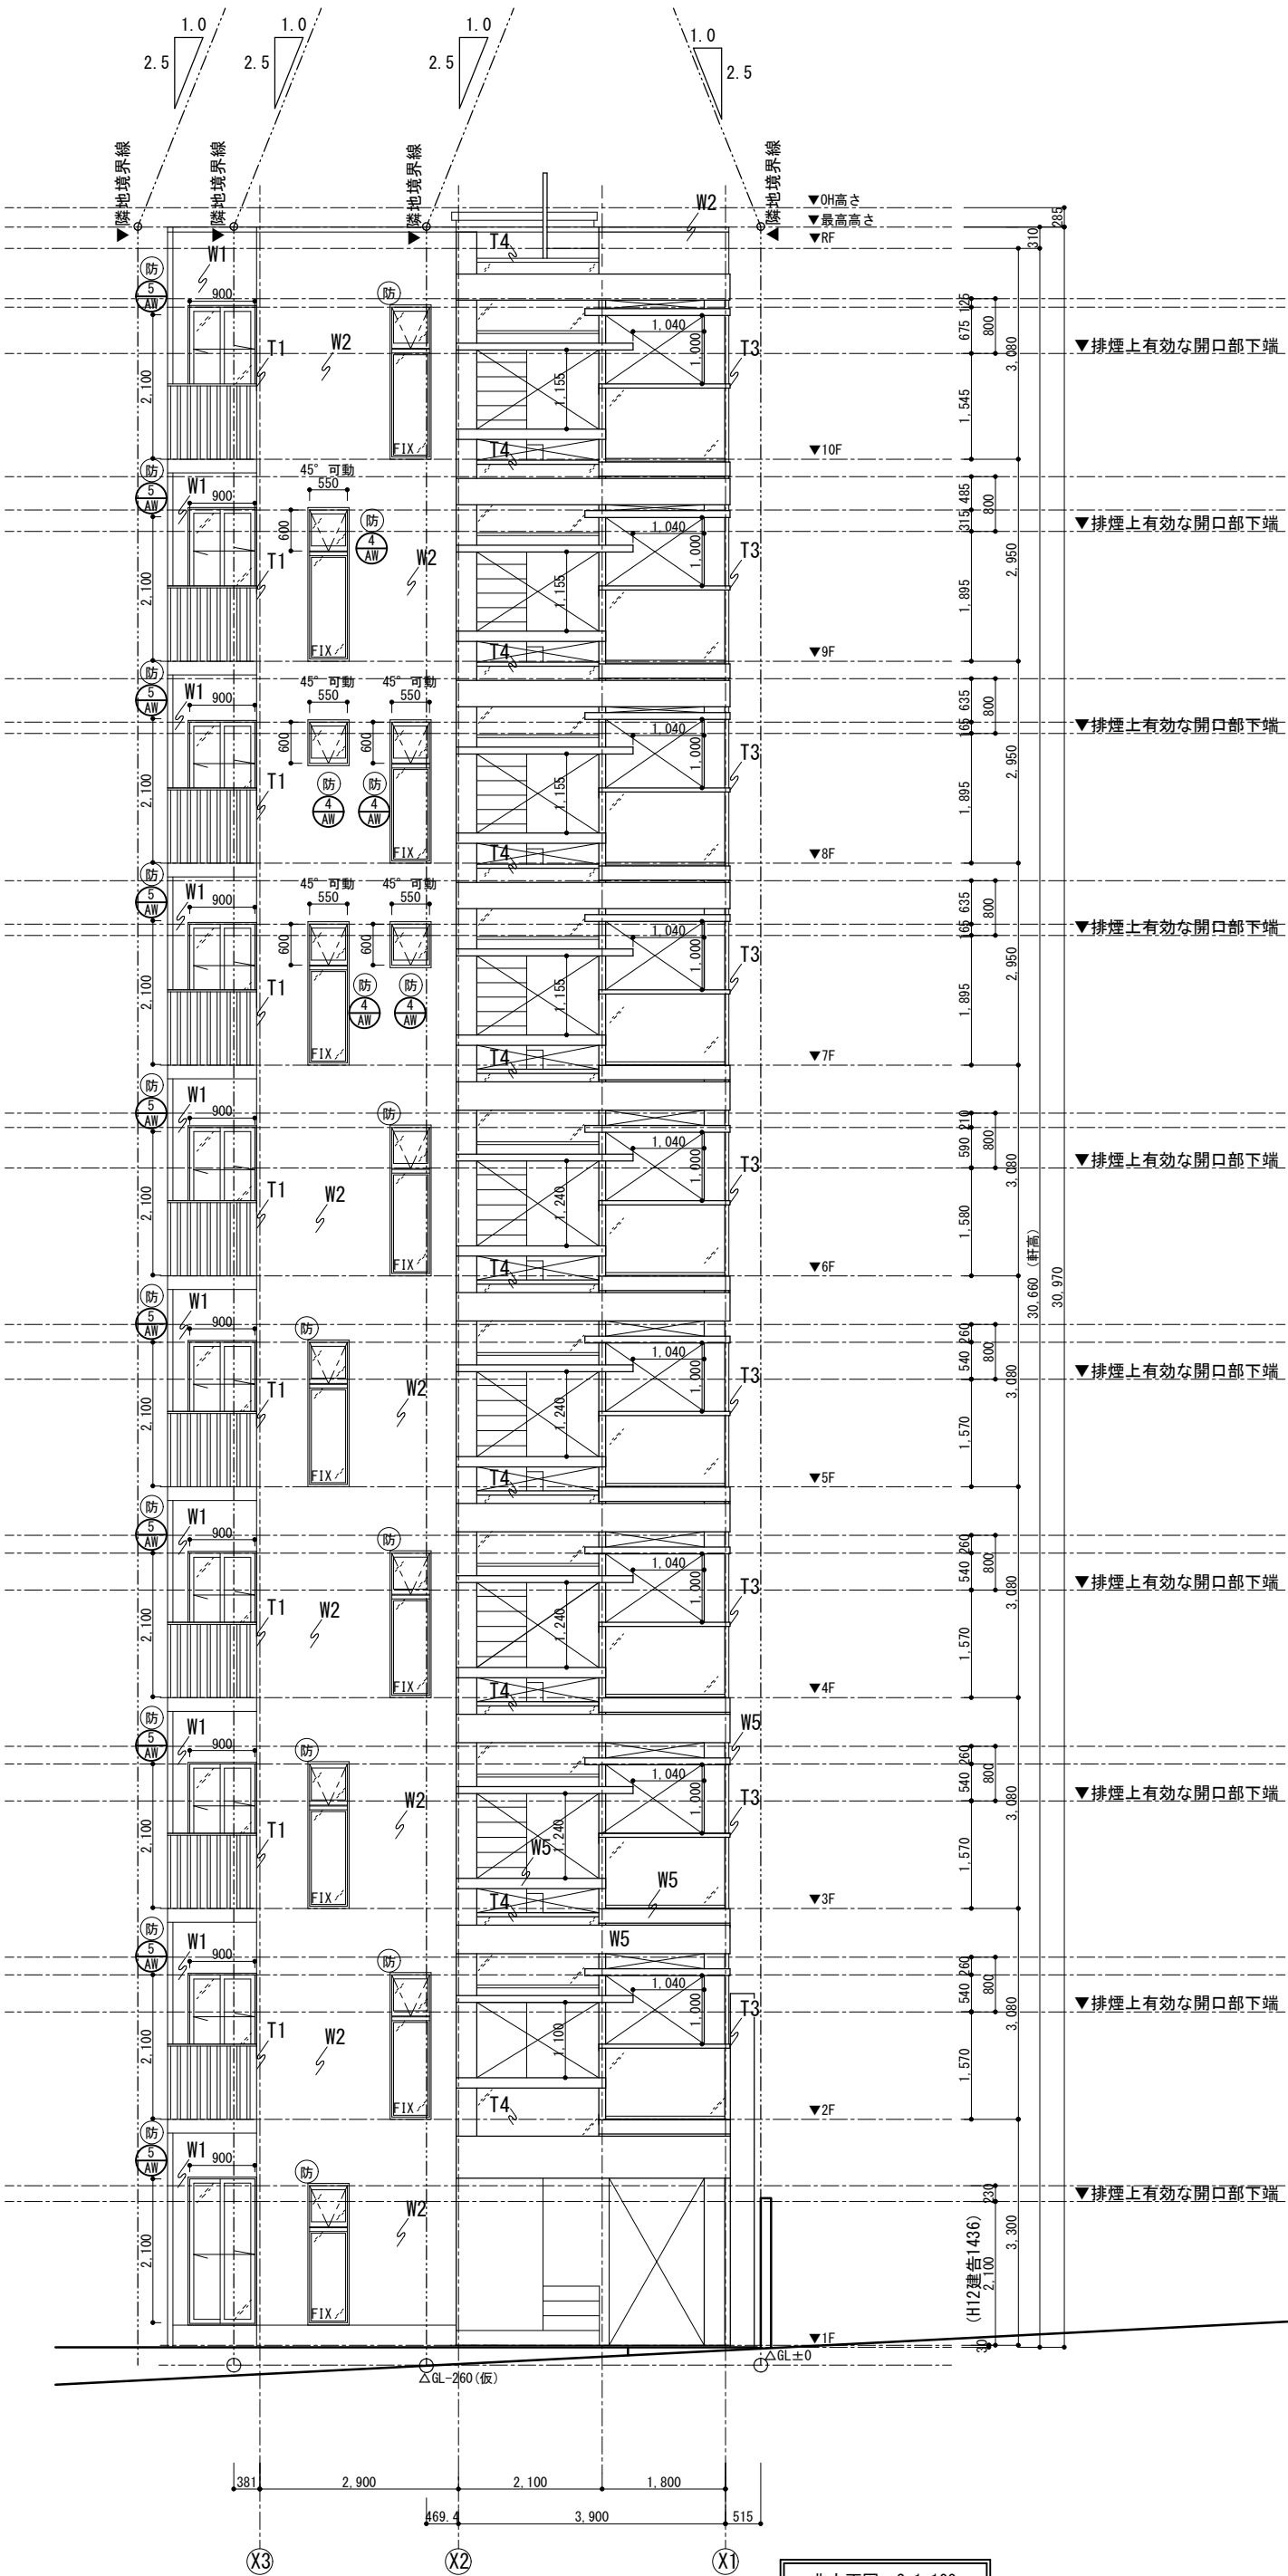 1.0 1.0 1.0 1.0
2.5 2.5 2.5 2.5
隣地境界線 隣地境界線 隣地境界線 隣地境界線
▼OH高さ
▼最高高さ
▼RF
285
310
W1 T4 W2
防 5 AW 900 防
T1 W2 1,040 1,000 T3
125 675 800 3,080
▼排煙上有効な開口部下端
2,100 1,155 1,545
FIX T4 ▼10F
防 5 AW W1 900 45°可動 550
600 防 4 AW W2 1,040 1,000 T3
485 315 800 2,950
▼排煙上有効な開口部下端
T1 2,100 1,155 1,895
FIX T4 ▼9F
防 5 AW W1 900 45°可動 550 45°可動 550
600 600 1,040 1,000 T3
635 165 800 2,950
▼排煙上有効な開口部下端
T1 2,100 防 4 AW 防 4 AW 1,155 1,895
FIX T4 ▼8F
防 5 AW W1 900 45°可動 550 45°可動 550
600 600 1,040 1,000 T3
635 165 800 2,950
▼排煙上有効な開口部下端
T1 2,100 防 4 AW 防 4 AW 1,155 1,895
FIX T4 ▼7F
防 5 AW W1 900 防
1,040 1,000 T3
210 590 800 3,080
▼排煙上有効な開口部下端
T1 2,100 W2 1,240 1,580
FIX T4 ▼6F
30,660 (軒高)
30,970
防 5 AW W1 900 防
1,040 1,000 T3
260 540 800 3,080
▼排煙上有効な開口部下端
T1 2,100 W2 1,240 1,570
FIX T4 ▼5F
防 5 AW W1 900 防
1,040 1,000 T3
260 540 800 3,080
▼排煙上有効な開口部下端
T1 2,100 W2 1,240 1,570
FIX T4 ▼4F
防 5 AW W1 900 防 W5
1,040 1,000 T3
260 540 800 3,080
▼排煙上有効な開口部下端
T1 2,100 W2 1,240 1,570
W5 W5
FIX T4 ▼3F
防 5 AW W1 900 防 W5
1,040 1,000 T3
260 540 800 3,080
▼排煙上有効な開口部下端
T1 2,100 W2 1,100 1,570
FIX T4 ▼2F
防 5 AW W1 900 防
230
▼排煙上有効な開口部下端
2,100 W2 (H12建告1436) 2,100 3,300
FIX ▼1F
30
△GL±0
△GL-260(仮)
381 2,900 2,100 1,800
469.4 3,900 515
X3 X2 X1